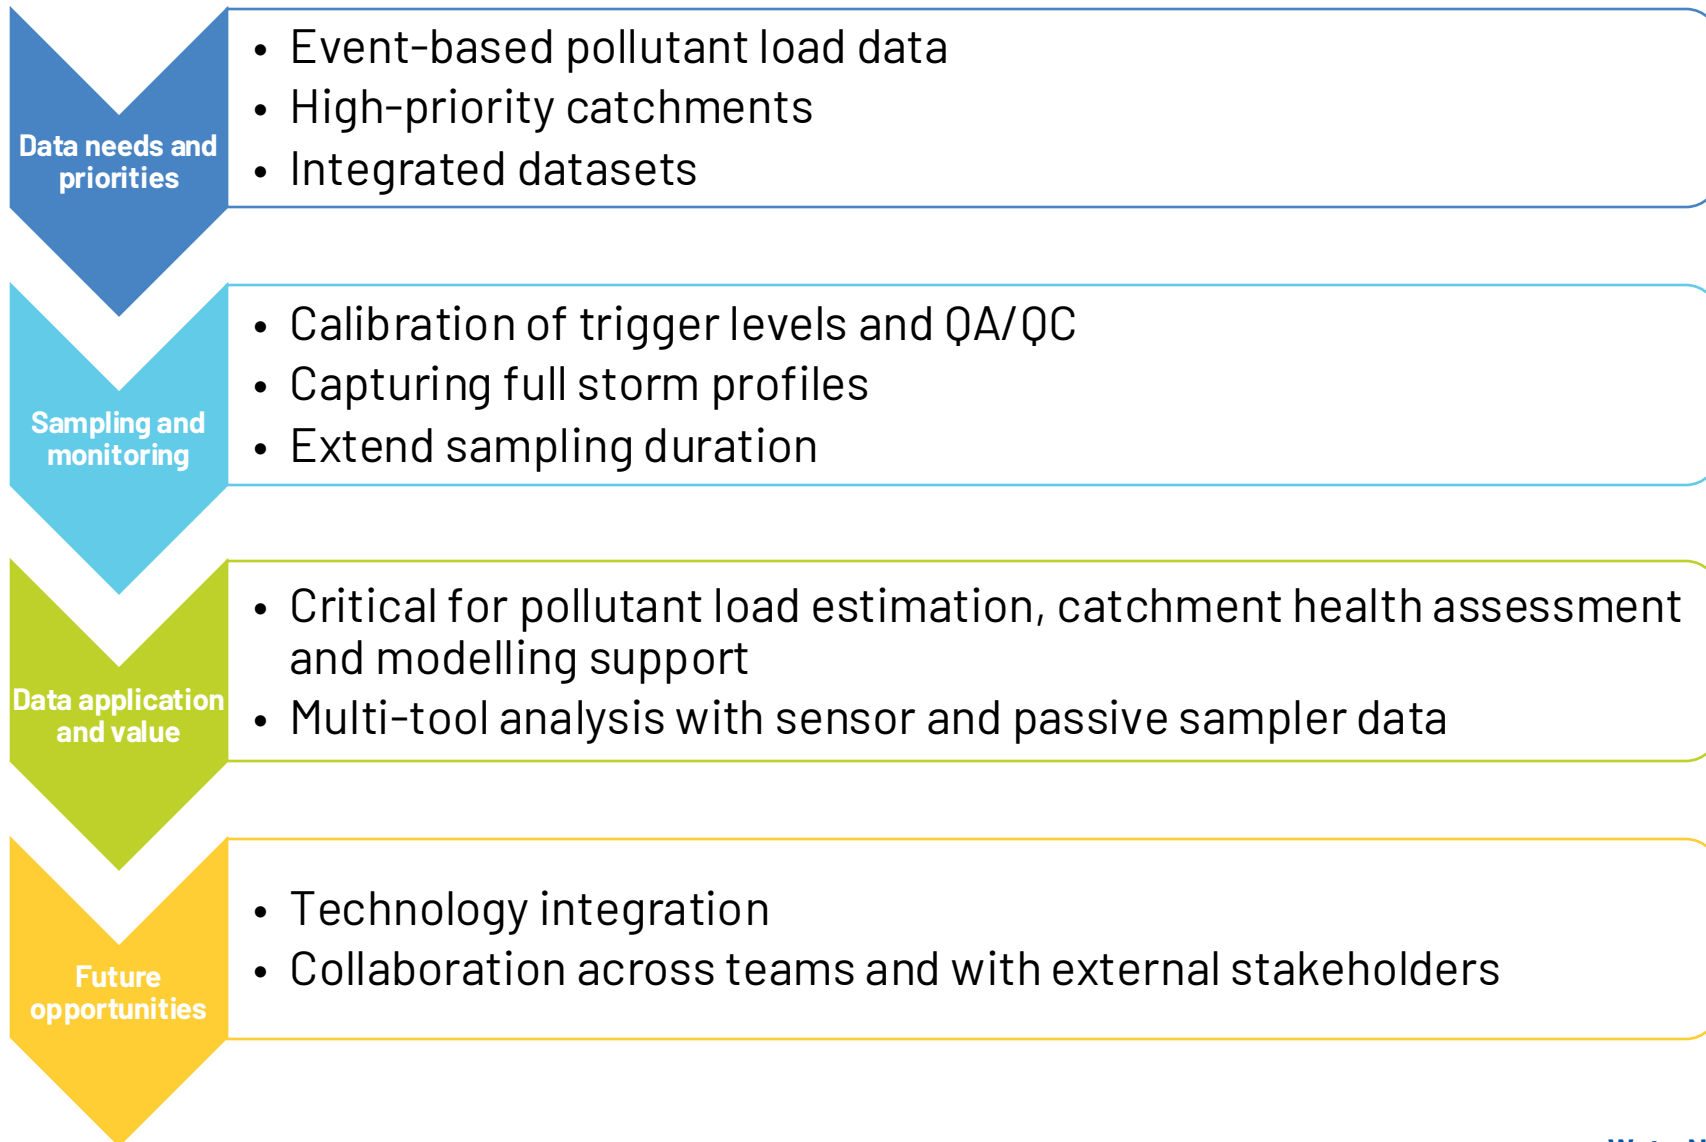 Data needs and
priorities
• Event-based pollutant load data
• High-priority catchments
• Integrated datasets
Sampling and
monitoring
• Calibration of trigger levels and QA/QC
• Capturing full storm profiles
• Extend sampling duration
Data application
and value
• Critical for pollutant load estimation, catchment health assessment
and modelling support
• Multi-tool analysis with sensor and passive sampler data
Future
opportunities
• Technology integration
• Collaboration across teams and with external stakeholders